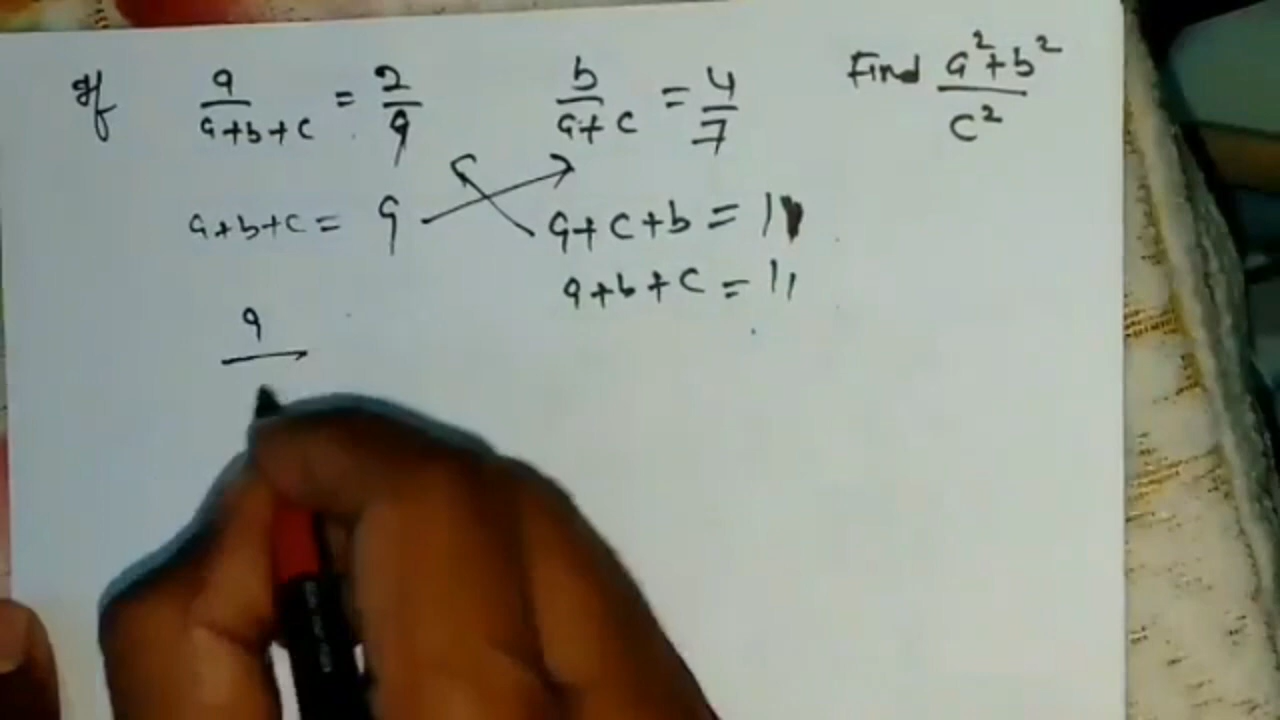 If a/(a+b+c) = 2/9 b/(a+c) = 4/7 Find (a²+b²)/c²
a+b+c = 9 a+c+b = 11
a+b+c = 11
a